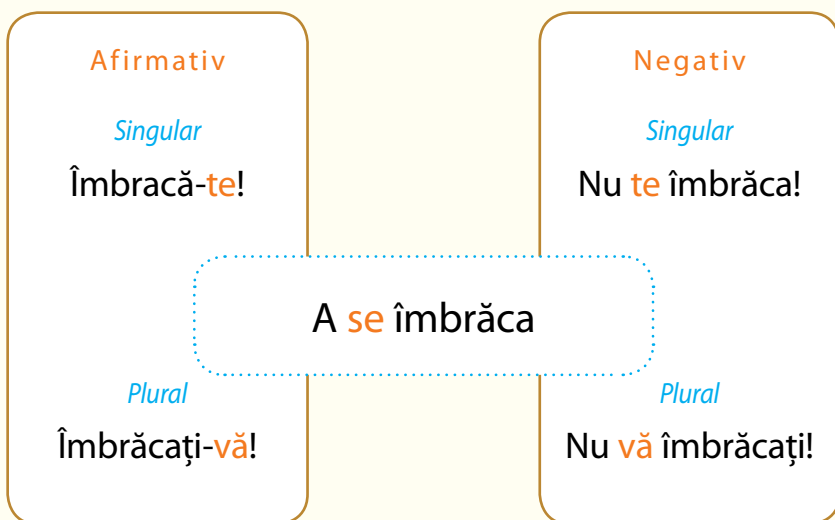 Afirmativ
Singular
Îmbracă-te!
Negativ
Singular
Nu te îmbrăca!
A se îmbrăca
Plural
Îmbrăcați-vă!
Plural
Nu vă îmbrăcați!